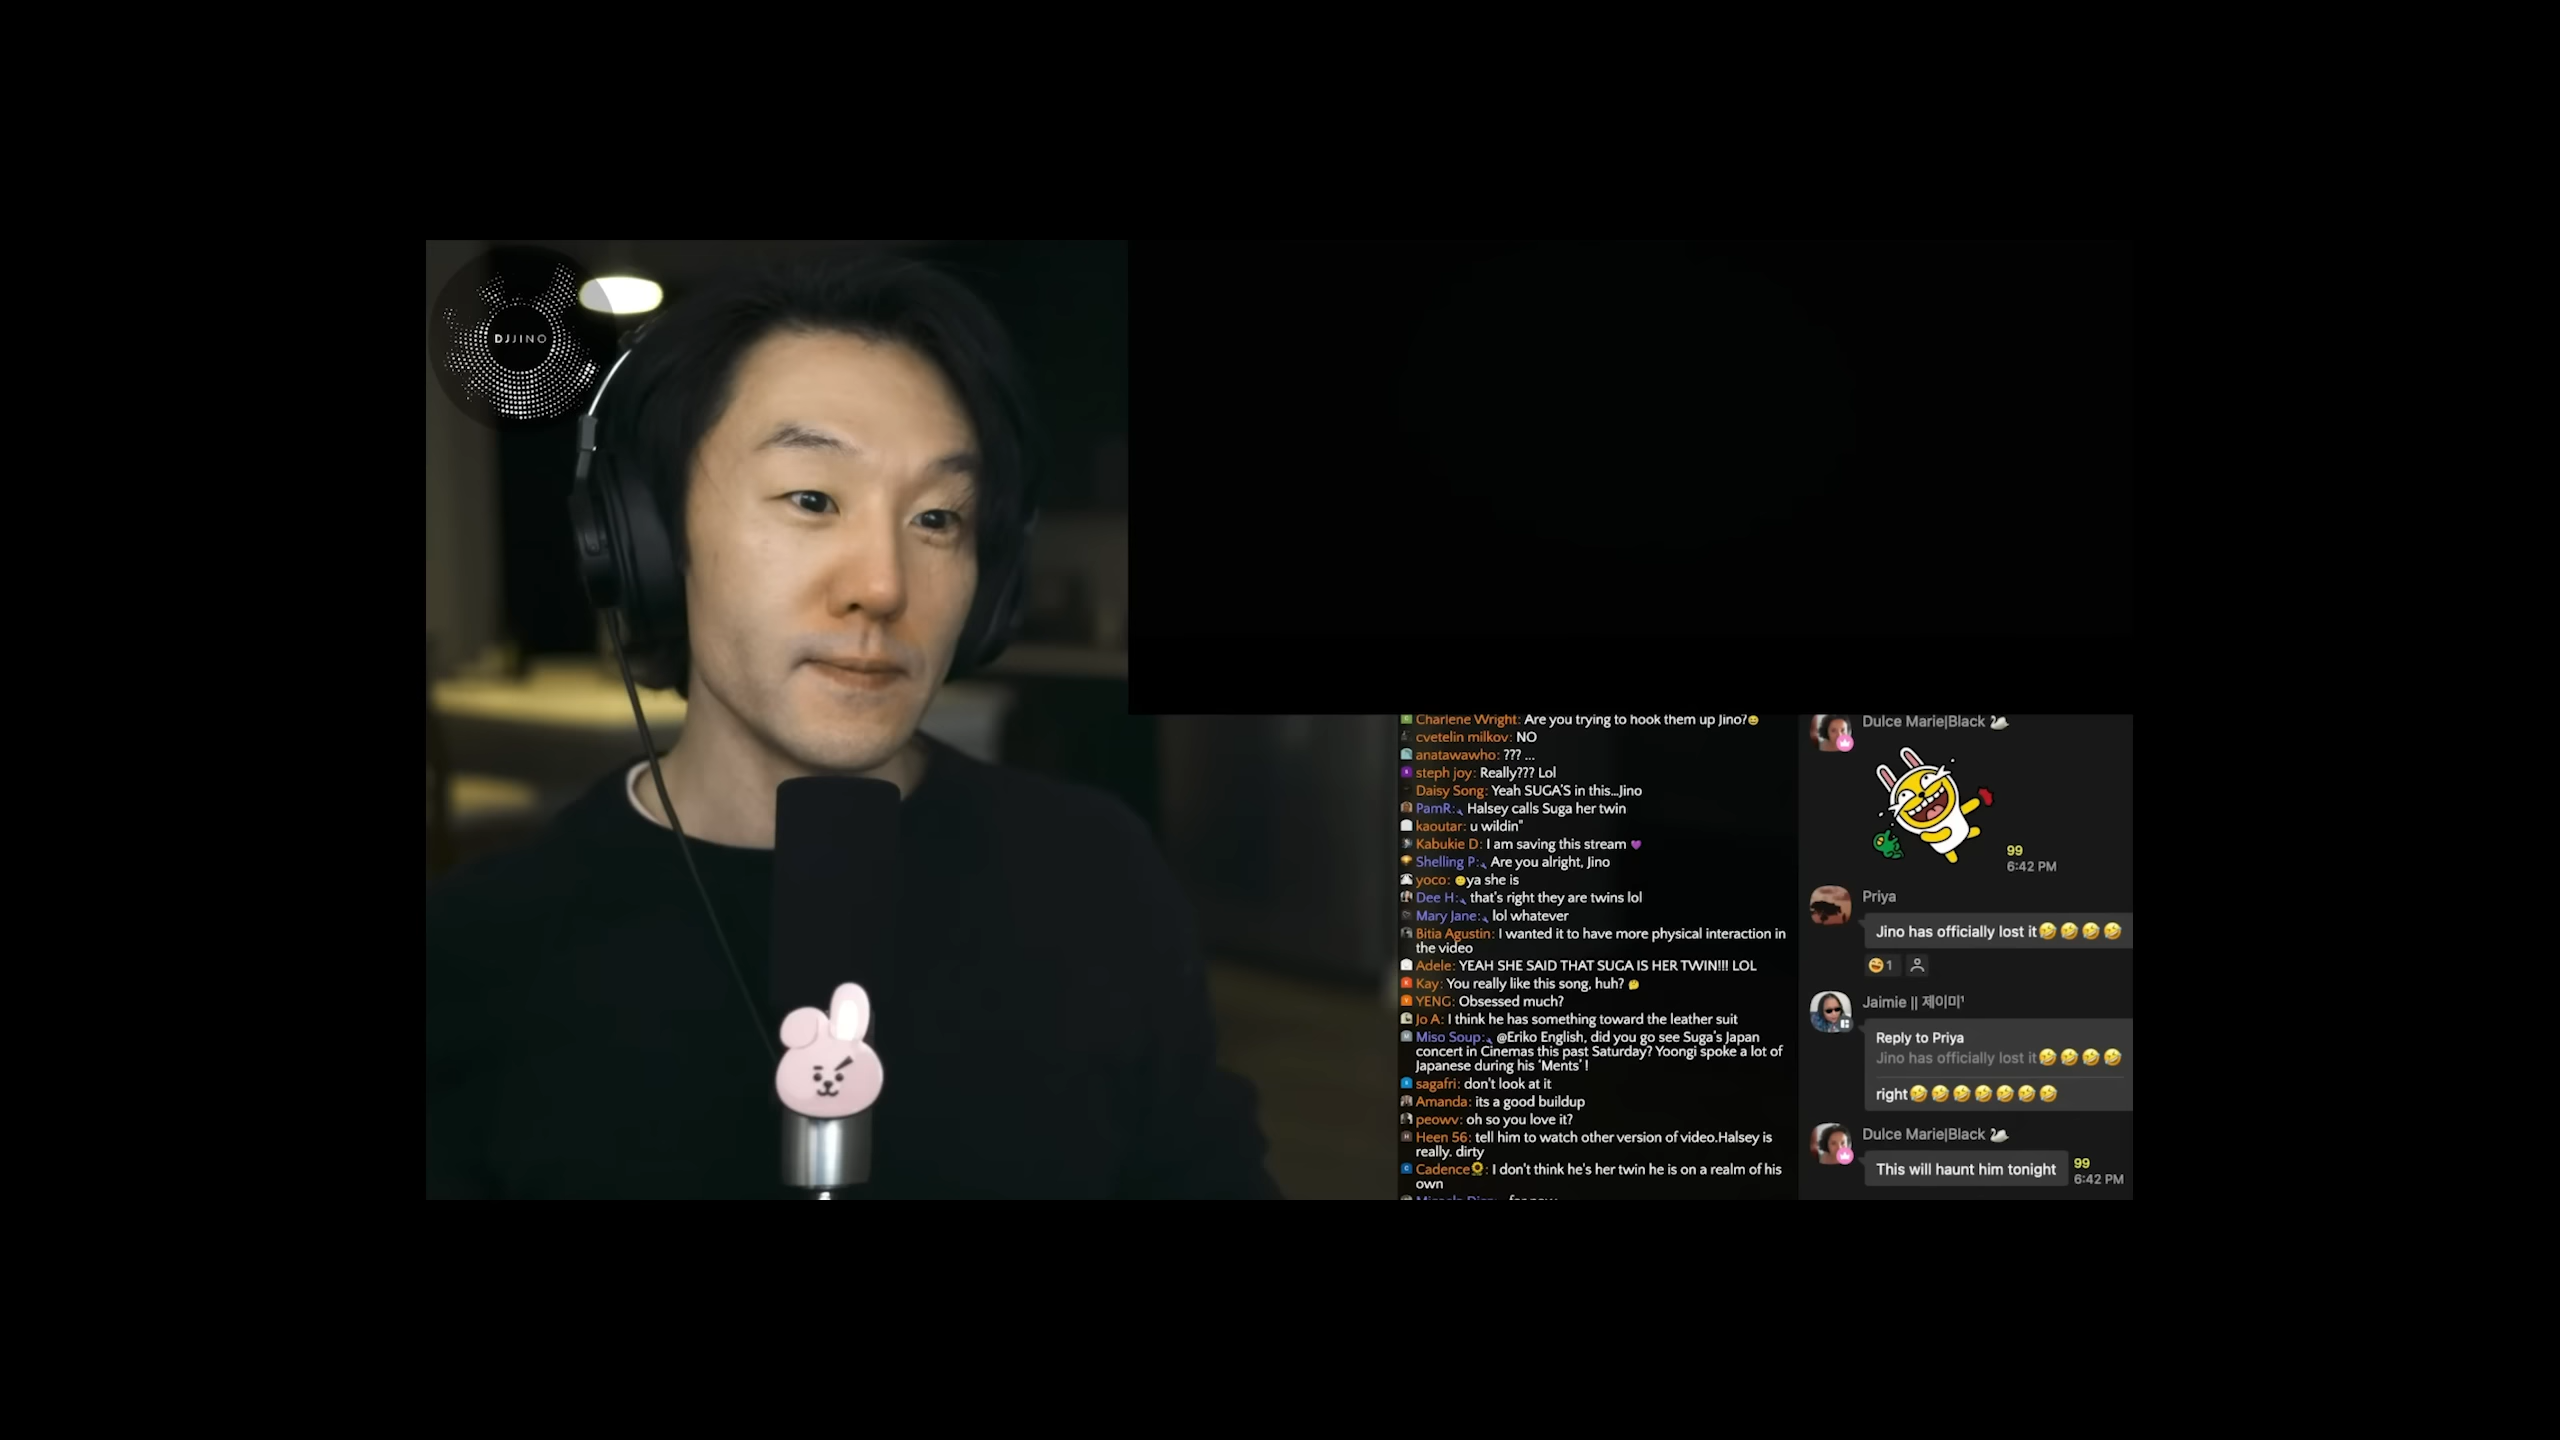 DJJINO
Charlene Wright: Are you trying to hook them up Jino?😄
cvetelin milkov: NO
anatawawho: ??? ...
steph joy: Really??? Lol
Daisy Song: Yeah SUGA'S in this...Jino
PamR: Halsey calls Suga her twin
kaoutar: u wildin"
Kabukie D: I am saving this stream 💜
Shelling P: Are you alright, Jino
yoco: 🙂ya she is
Dee H: that's right they are twins lol
Mary Jane: lol whatever
Bitia Agustin: I wanted it to have more physical interaction in
the video
Adele: YEAH SHE SAID THAT SUGA IS HER TWIN!!! LOL
Kay: You really like this song, huh? 🤔
YENG: Obsessed much?
Jo A: I think he has something toward the leather suit
Miso Soup: @Eriko English, did you go see Suga's Japan
concert in Cinemas this past Saturday? Yoongi spoke a lot of
Japanese during his 'Ments' !
sagafri: don't look at it
Amanda: its a good buildup
peowv: oh so you love it?
Heen 56: tell him to watch other version of video.Halsey is
really. dirty
Cadence🌻: I don't think he's her twin he is on a realm of his
own
Dulce Marie|Black 🦢
99
6:42 PM
Priya
Jino has officially lost it🤣🤣🤣🤣
1
Jaimie || 제이미¹
Reply to Priya
Jino has officially lost it🤣🤣🤣🤣
right🤣🤣🤣🤣🤣🤣🤣
Dulce Marie|Black 🦢
This will haunt him tonight
99
6:42 PM